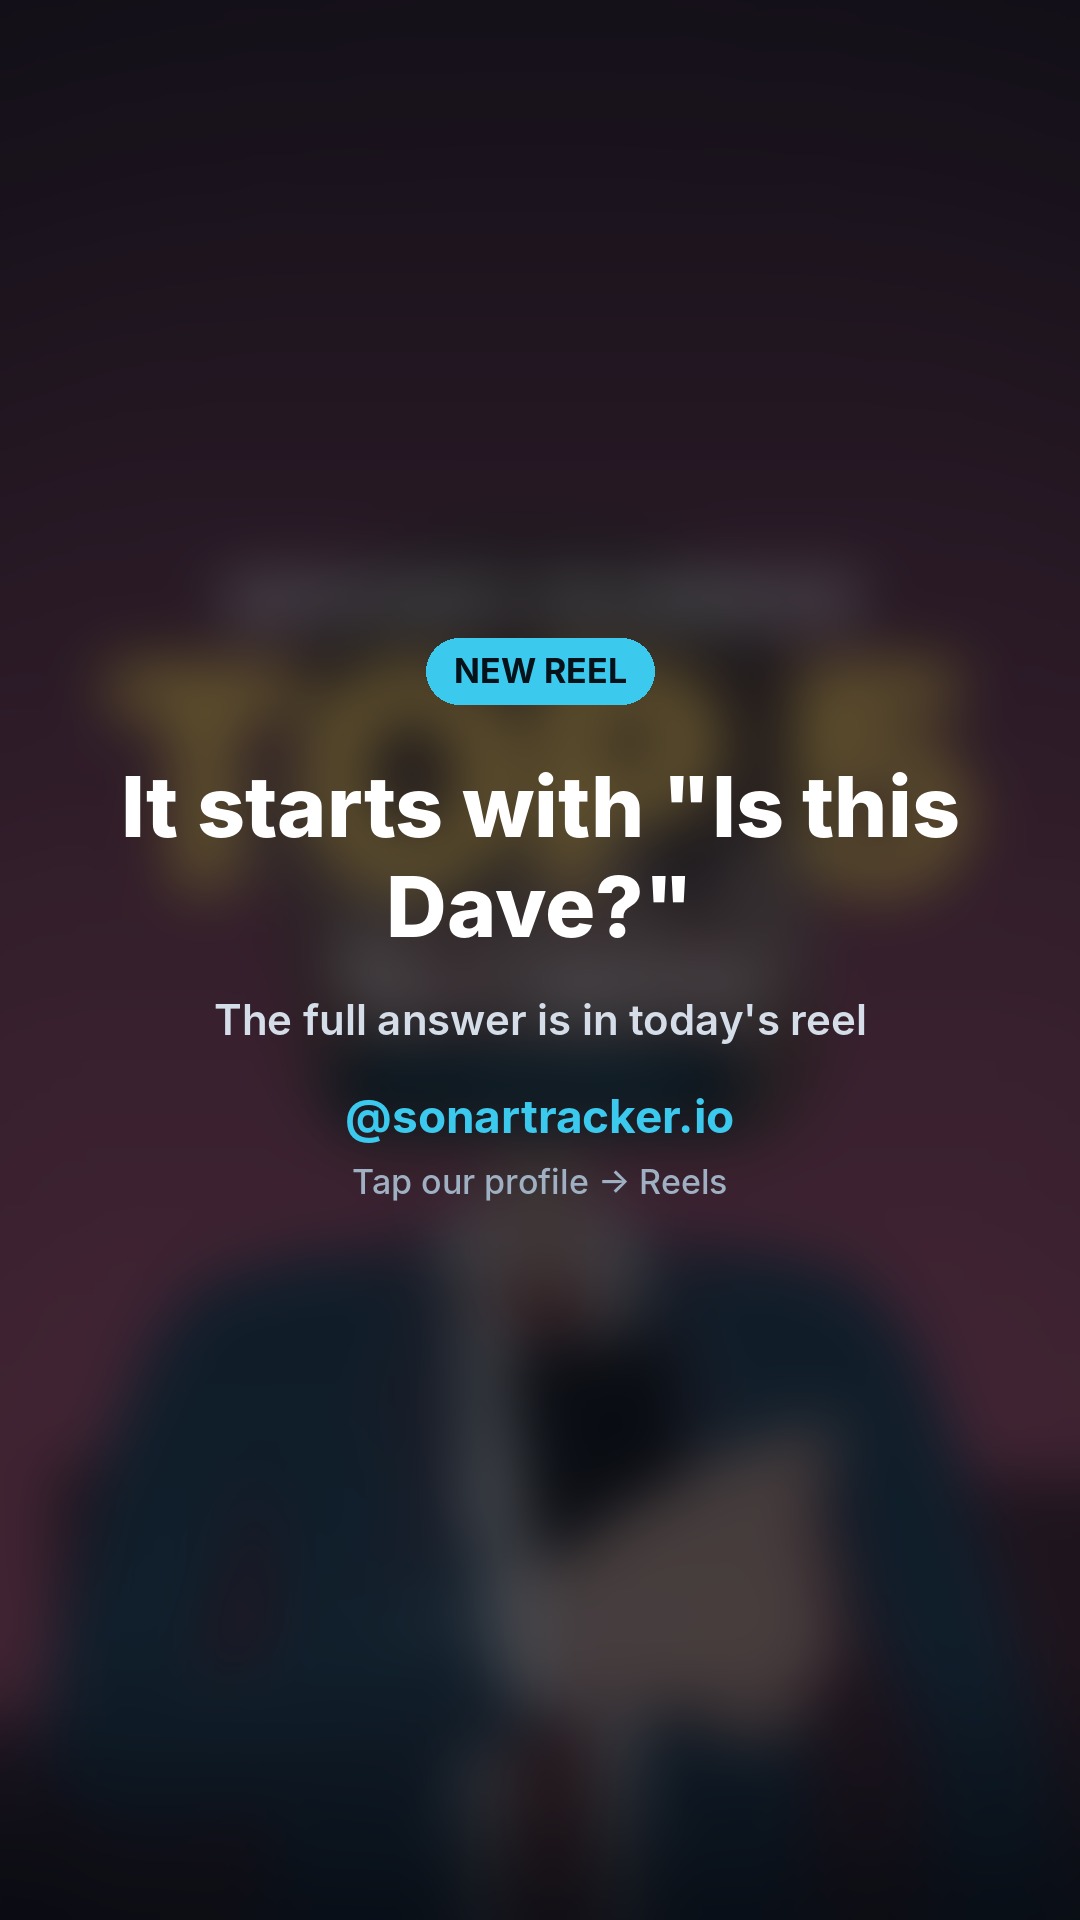 NEW REEL
It starts with "Is this
Dave?"
The full answer is in today's reel
@sonartracker.io
Tap our profile → Reels